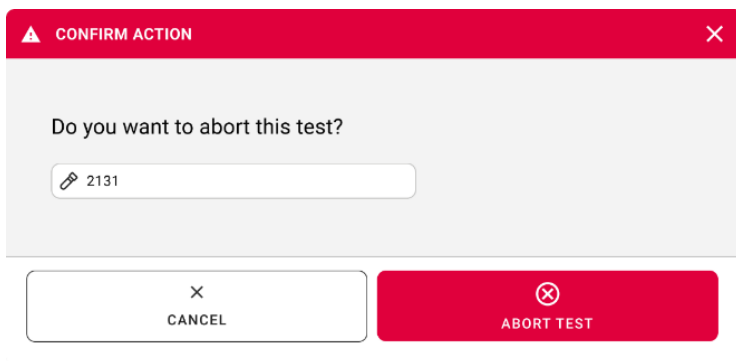 CONFIRM ACTION
Do you want to abort this test?
2131
CANCEL
ABORT TEST